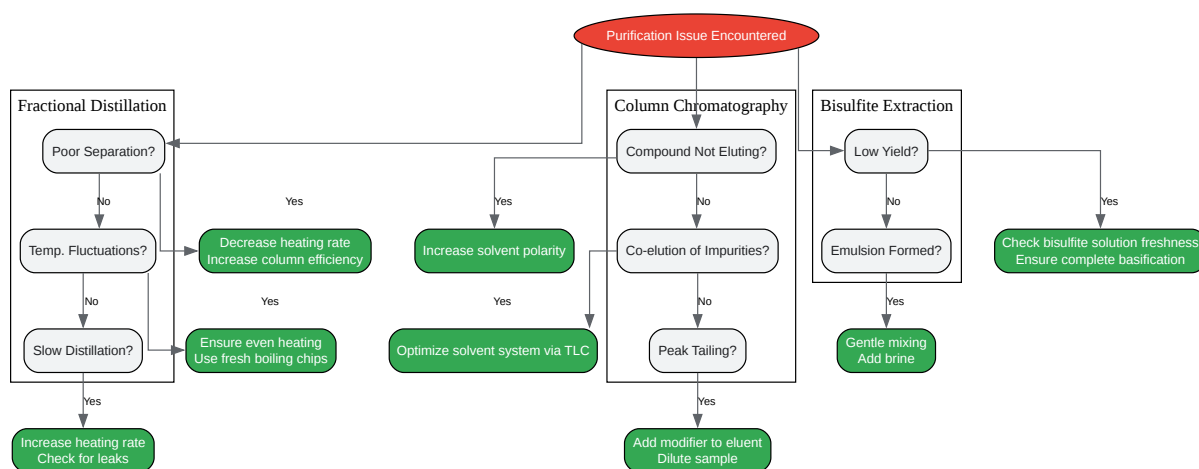 Purification Issue Encountered
Fractional Distillation
Column Chromatography
Bisulfite Extraction
Poor Separation?
Compound Not Eluting?
Low Yield?
No
Yes
Yes
No
No
Yes
Temp. Fluctuations?
Decrease heating rate
Increase column efficiency
Increase solvent polarity
Co-elution of Impurities?
Emulsion Formed?
Check bisulfite solution freshness
Ensure complete basification
No
Yes
Yes
No
Yes
Slow Distillation?
Ensure even heating
Use fresh boiling chips
Optimize solvent system via TLC
Peak Tailing?
Gentle mixing
Add brine
Yes
Yes
Increase heating rate
Check for leaks
Add modifier to eluent
Dilute sample